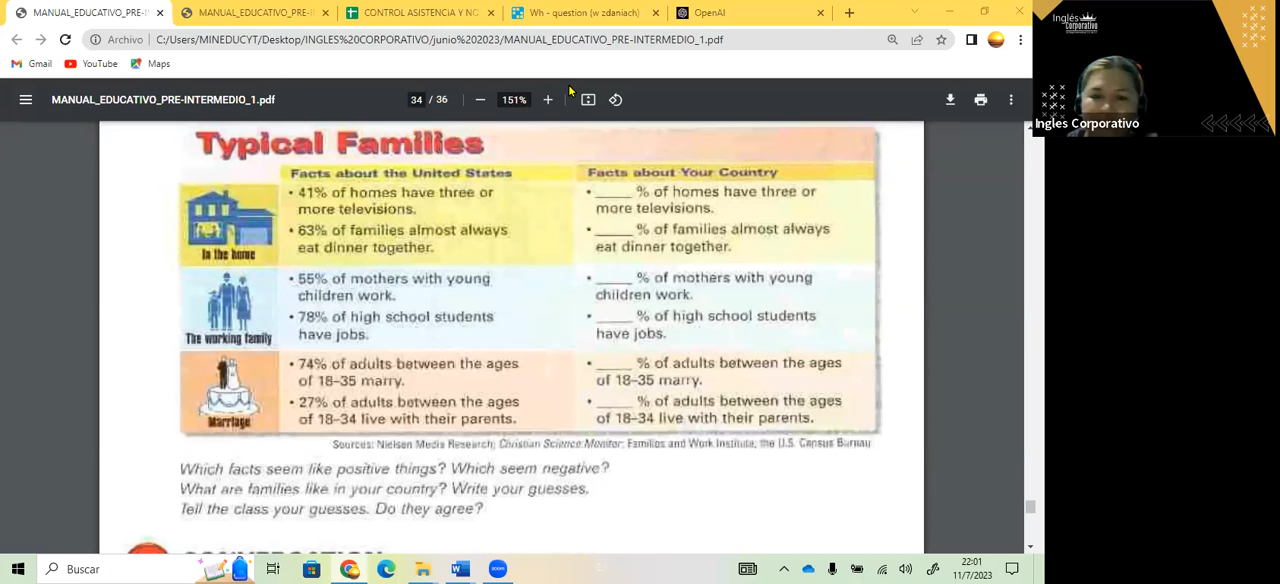 MANUAL_EDUCATIVO_PRE-I
MANUAL_EDUCATIVO_PRE-I
CONTROL ASISTENCIA Y NO
Wh - question (w zdaniach)
OpenAI
Archivo
C:/Users/MINEDUCYT/Desktop/INGLES%20CORPORATIVO/junio%202023/MANUAL_EDUCATIVO_PRE-INTERMEDIO_1.pdf
Gmail
YouTube
Maps
MANUAL_EDUCATIVO_PRE-INTERMEDIO_1.pdf
34 / 36
151%
Inglés
Corporativo
Ingles Corporativo
Typical Families
Facts about the United States
Facts about Your Country
In the home
• 41% of homes have three or
more televisions.
• 63% of families almost always
eat dinner together.
• ____ % of homes have three or
more televisions.
• ____ % of families almost always
eat dinner together.
The working family
• 55% of mothers with young
children work.
• 78% of high school students
have jobs.
• ____ % of mothers with young
children work.
• ____ % of high school students
have jobs.
Marriage
• 74% of adults between the ages
of 18–35 marry.
• 27% of adults between the ages
of 18–34 live with their parents.
• ____ % of adults between the ages
of 18–35 marry.
• ____ % of adults between the ages
of 18–34 live with their parents.
Sources: Nielsen Media Research; Christian Science Monitor; Families and Work Institute; the U.S. Census Bureau
Which facts seem like positive things? Which seem negative?
What are families like in your country? Write your guesses.
Tell the class your guesses. Do they agree?
CONVERSATION
Buscar
22:01
11/7/2023